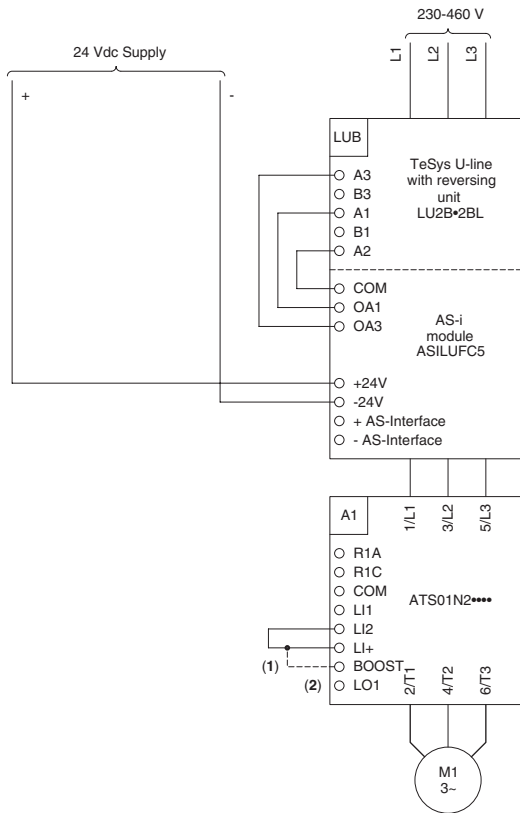 230-460 V
L1
L2
L3
24 Vdc Supply
+
-
LUB
TeSys U-line
with reversing
unit
LU2B•2BL
A3
B3
A1
B1
A2
COM
OA1
OA3
AS-i
module
ASILUFC5
+24V
-24V
+ AS-Interface
- AS-Interface
A1
1/L1
3/L2
5/L3
R1A
R1C
COM
LI1
LI2
LI+
BOOST
LO1
ATS01N2••••
(1)
(2)
2/T1
4/T2
6/T3
M1
3~